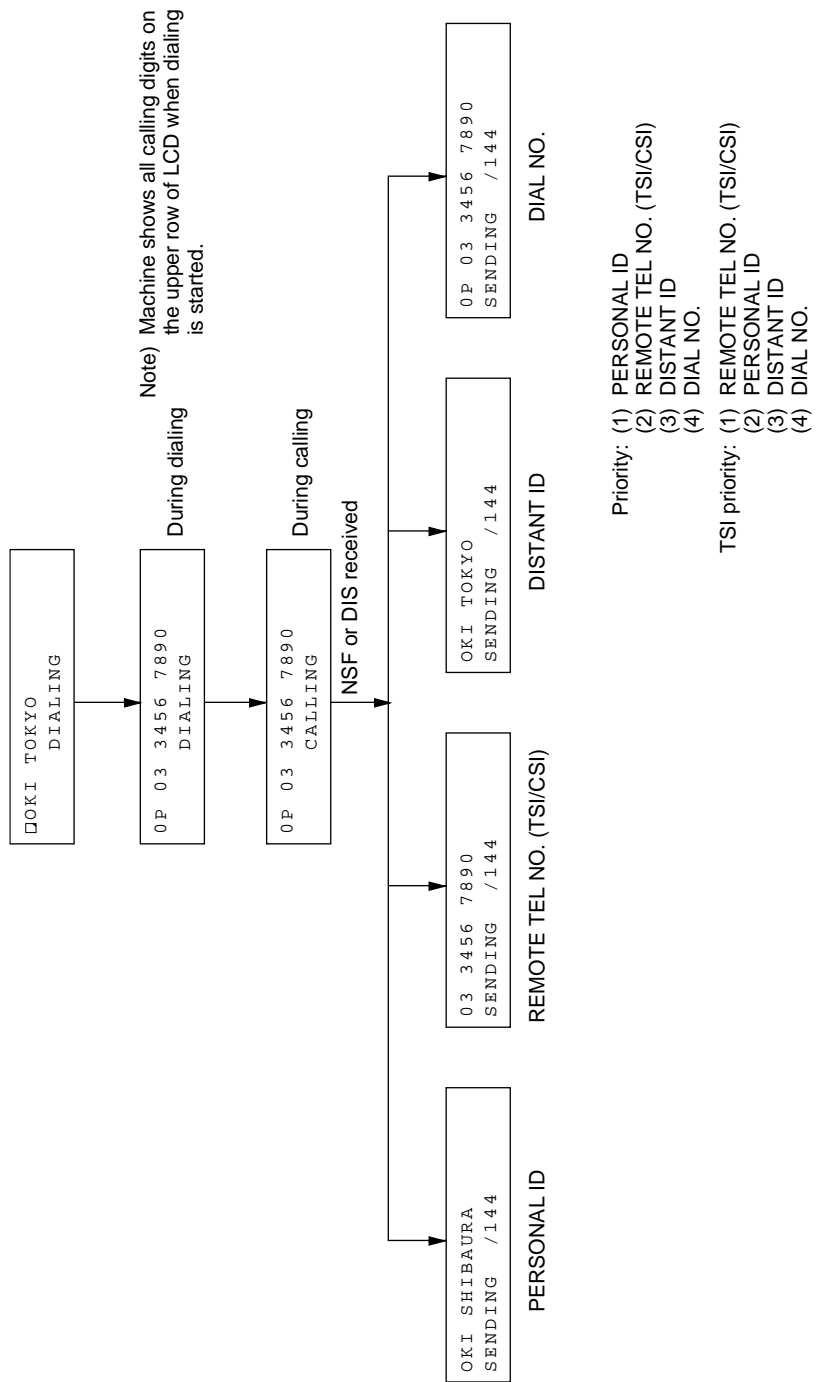 OKI TOKYO
DIALING
0P 03 3456 7890
DIALING
During dialing
Note) Machine shows all calling digits on
the upper row of LCD when dialing
is started.
0P 03 3456 7890
CALLING
During calling
NSF or DIS received
OKI SHIBAURA
SENDING /144
PERSONAL ID
03 3456 7890
SENDING /144
REMOTE TEL NO. (TSI/CSI)
OKI TOKYO
SENDING /144
DISTANT ID
0P 03 3456 7890
SENDING /144
DIAL NO.
Priority: (1) PERSONAL ID
(2) REMOTE TEL NO. (TSI/CSI)
(3) DISTANT ID
(4) DIAL NO.
TSI priority: (1) REMOTE TEL NO. (TSI/CSI)
(2) PERSONAL ID
(3) DISTANT ID
(4) DIAL NO.